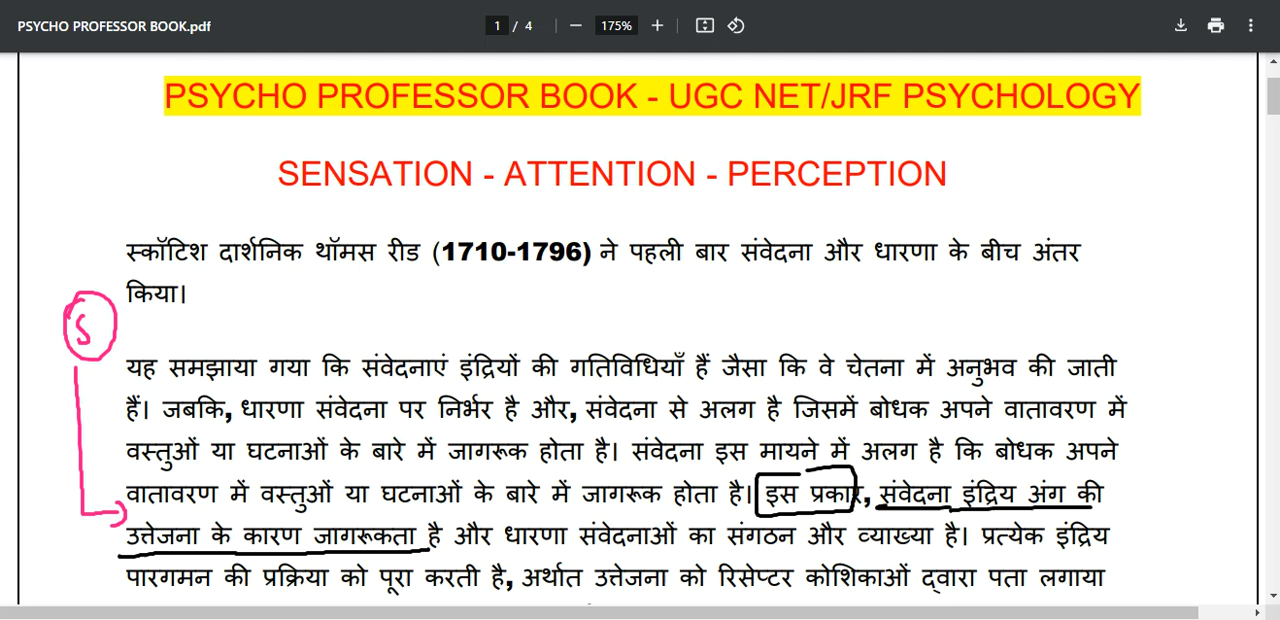 PSYCHO PROFESSOR BOOK.pdf
1 / 4
175%
PSYCHO PROFESSOR BOOK - UGC NET/JRF PSYCHOLOGY
SENSATION - ATTENTION - PERCEPTION
स्कॉटिश दार्शनिक थॉमस रीड (1710-1796) ने पहली बार संवेदना और धारणा के बीच अंतर
किया।
S
यह समझाया गया कि संवेदनाएं इंद्रियों की गतिविधियाँ हैं जैसा कि वे चेतना में अनुभव की जाती
हैं। जबकि, धारणा संवेदना पर निर्भर है और, संवेदना से अलग है जिसमें बोधक अपने वातावरण में
वस्तुओं या घटनाओं के बारे में जागरूक होता है। संवेदना इस मायने में अलग है कि बोधक अपने
वातावरण में वस्तुओं या घटनाओं के बारे में जागरूक होता है। इस प्रकार, संवेदना इंद्रिय अंग की
उत्तेजना के कारण जागरूकता है और धारणा संवेदनाओं का संगठन और व्याख्या है। प्रत्येक इंद्रिय
पारगमन की प्रक्रिया को पूरा करती है, अर्थात उत्तेजना को रिसेप्टर कोशिकाओं द्वारा पता लगाया